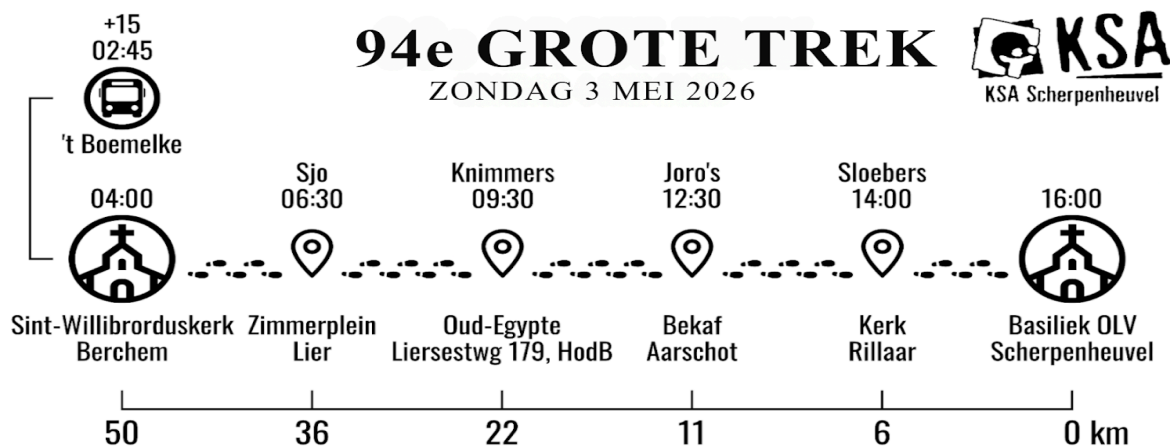 94e GROTE TREK
ZONDAG 3 MEI 2026
KSA
KSA Scherpenheuvel
+15
02:45
't Boemelke
04:00
Sint-Willibrorduskerk
Berchem
Sjo
06:30
Zimmerplein
Lier
Knimmers
09:30
Oud-Egypte
Liersestwg 179, HodB
Joro's
12:30
Bekaf
Aarschot
Sloebers
14:00
Kerk
Rillaar
16:00
Basiliek OLV
Scherpenheuvel
50 36 22 11 6 0 km